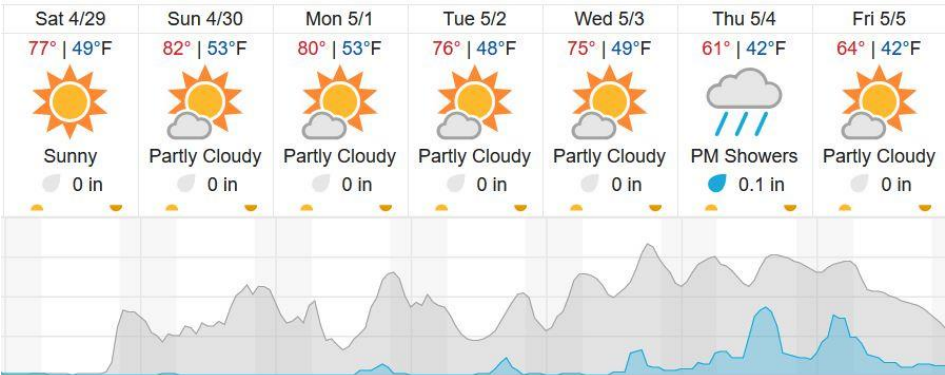 Sat 4/29 Sun 4/30 Mon 5/1 Tue 5/2 Wed 5/3 Thu 5/4 Fri 5/5
77° | 49°F 82° | 53°F 80° | 53°F 76° | 48°F 75° | 49°F 61° | 42°F 64° | 42°F
Sunny Partly Cloudy Partly Cloudy Partly Cloudy Partly Cloudy PM Showers Partly Cloudy
0 in 0 in 0 in 0 in 0 in 0.1 in 0 in